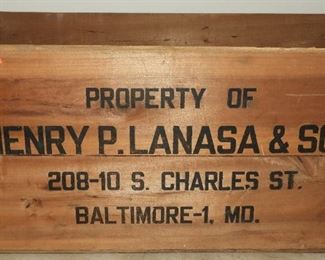 PROPERTY OF
HENRY P. LANASA & SO
208-10 S. CHARLES ST.
BALTIMORE-1, MD.